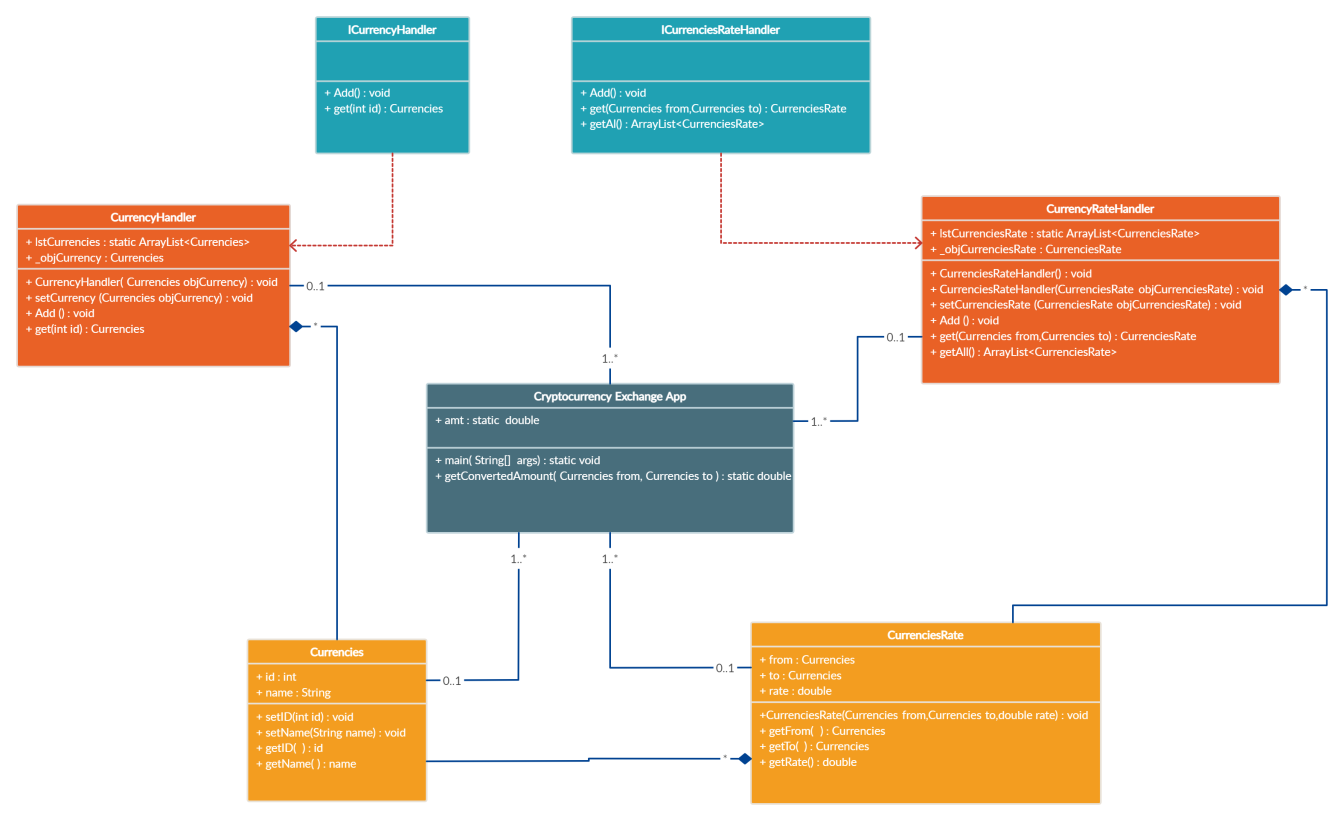 ICurrencyHandler
+ Add() : void
+ get(int id) : Currencies
ICurrenciesRateHandler
+ Add() : void
+ get(Currencies from,Currencies to) : CurrenciesRate
+ getAl() : ArrayList<CurrenciesRate>
CurrencyHandler
+ lstCurrencies : static ArrayList<Currencies>
+ _objCurrency : Currencies
+ CurrencyHandler( Currencies objCurrency) : void
+ setCurrency (Currencies objCurrency) : void
+ Add () : void
+ get(int id) : Currencies
CurrencyRateHandler
+ lstCurrenciesRate : static ArrayList<CurrenciesRate>
+ _objCurrenciesRate : CurrenciesRate
+ CurrenciesRateHandler() : void
+ CurrenciesRateHandler(CurrenciesRate objCurrenciesRate) : void
+ setCurrenciesRate (CurrenciesRate objCurrenciesRate) : void
+ Add () : void
+ get(Currencies from,Currencies to) : CurrenciesRate
+ getAll() : ArrayList<CurrenciesRate>
0..1
*
*
0..1
1..*
1..*
Cryptocurrency Exchange App
+ amt : static double
+ main( String[] args) : static void
+ getConvertedAmount( Currencies from, Currencies to ) : static double
1..*
1..*
0..1
0..1
*
Currencies
+ id : int
+ name : String
+ setID(int id) : void
+ setName(String name) : void
+ getID( ) : id
+ getName( ) : name
CurrenciesRate
+ from : Currencies
+ to : Currencies
+ rate : double
+CurrenciesRate(Currencies from,Currencies to,double rate) : void
+ getFrom( ) : Currencies
+ getTo( ) : Currencies
+ getRate() : double